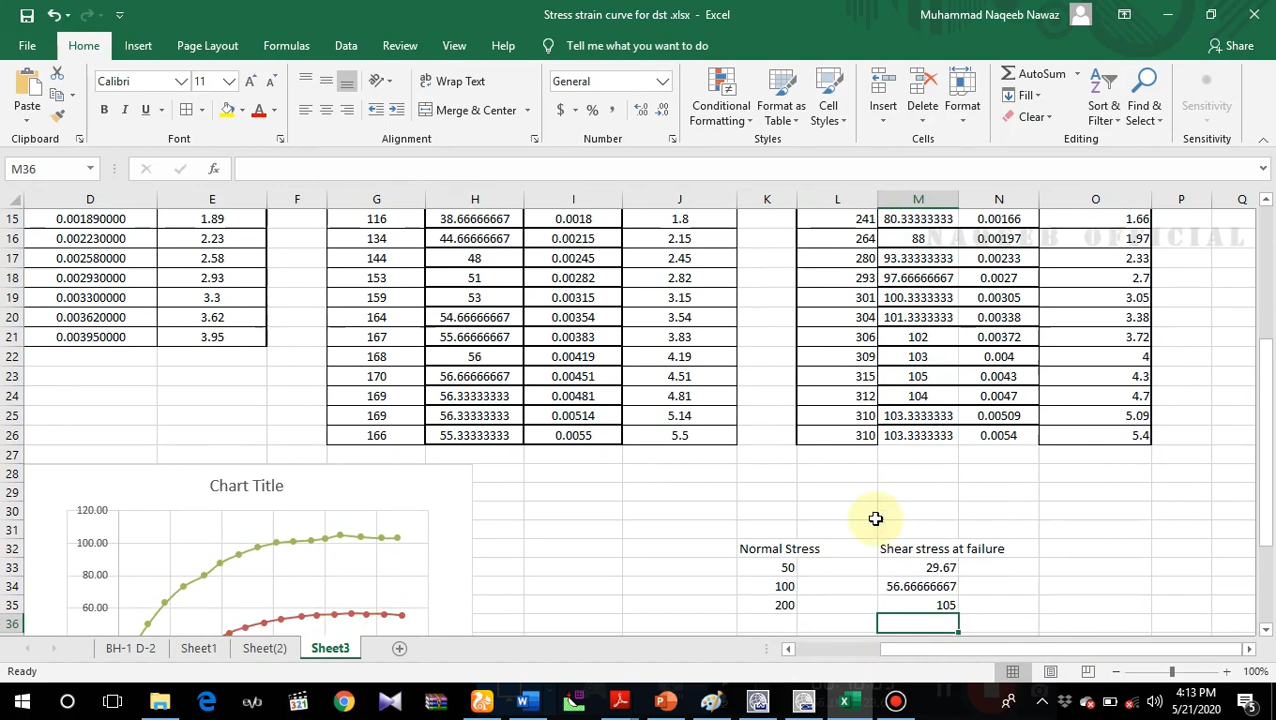 Stress strain curve for dst .xlsx - Excel
Muhammad Naqeeb Nawaz
File Home Insert Page Layout Formulas Data Review View Help Tell me what you want to do Share
Paste Calibri 11 A A Wrap Text General Conditional Format as Cell Insert Delete Format AutoSum Sort & Find &
Formatting Table Styles Fill Filter Select Sensitivity
B I U A Merge & Center $ % , Clear
Clipboard Font Alignment Number Styles Cells Editing Sensitivity
M36 fx
D E F G H I J K L M N O P Q
15 0.001890000 1.89 116 38.66666667 0.0018 1.8 241 80.33333333 0.00166 1.66
16 0.002230000 2.23 134 44.66666667 0.00215 2.15 264 88 0.00197 1.97
NAQEEB OFFICIAL
17 0.002580000 2.58 144 48 0.00245 2.45 280 93.33333333 0.00233 2.33
18 0.002930000 2.93 153 51 0.00282 2.82 293 97.66666667 0.0027 2.7
19 0.003300000 3.3 159 53 0.00315 3.15 301 100.3333333 0.00305 3.05
20 0.003620000 3.62 164 54.66666667 0.00354 3.54 304 101.3333333 0.00338 3.38
21 0.003950000 3.95 167 55.66666667 0.00383 3.83 306 102 0.00372 3.72
22 168 56 0.00419 4.19 309 103 0.004 4
23 170 56.66666667 0.00451 4.51 315 105 0.0043 4.3
24 169 56.33333333 0.00481 4.81 312 104 0.0047 4.7
25 169 56.33333333 0.00514 5.14 310 103.3333333 0.00509 5.09
26 166 55.33333333 0.0055 5.5 310 103.3333333 0.0054 5.4
27
28 Chart Title
29
30 120.00
31
32 100.00 Normal Stress Shear stress at failure
33 50 29.67
34 80.00 100 56.66666667
35 60.00 200 105
36
BH-1 D-2 Sheet1 Sheet(2) Sheet3
Ready 100%
4:13 PM
5/21/2020
5